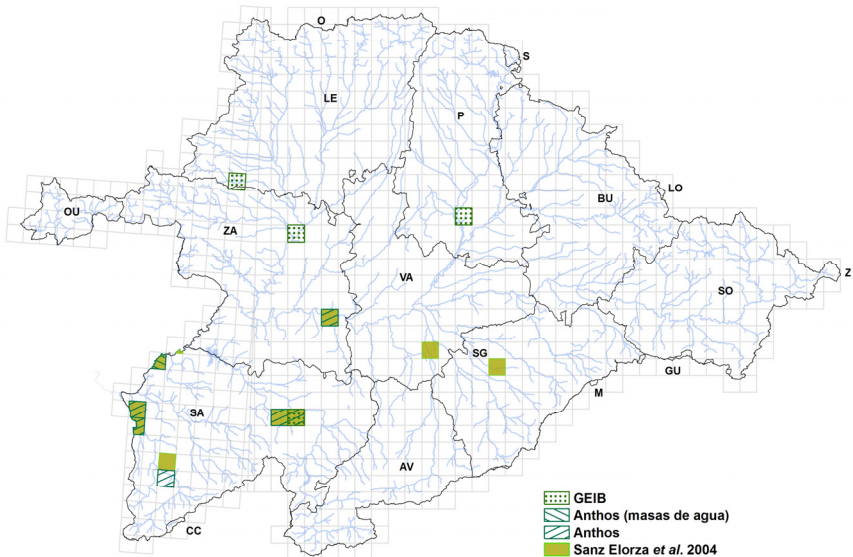 O
S
LE
P
BU
LO
OU
ZA
VA
SO
Z
SG
GU
M
SA
AV
CC
GEIB
Anthos (masas de agua)
Anthos
Sanz Elorza et al. 2004